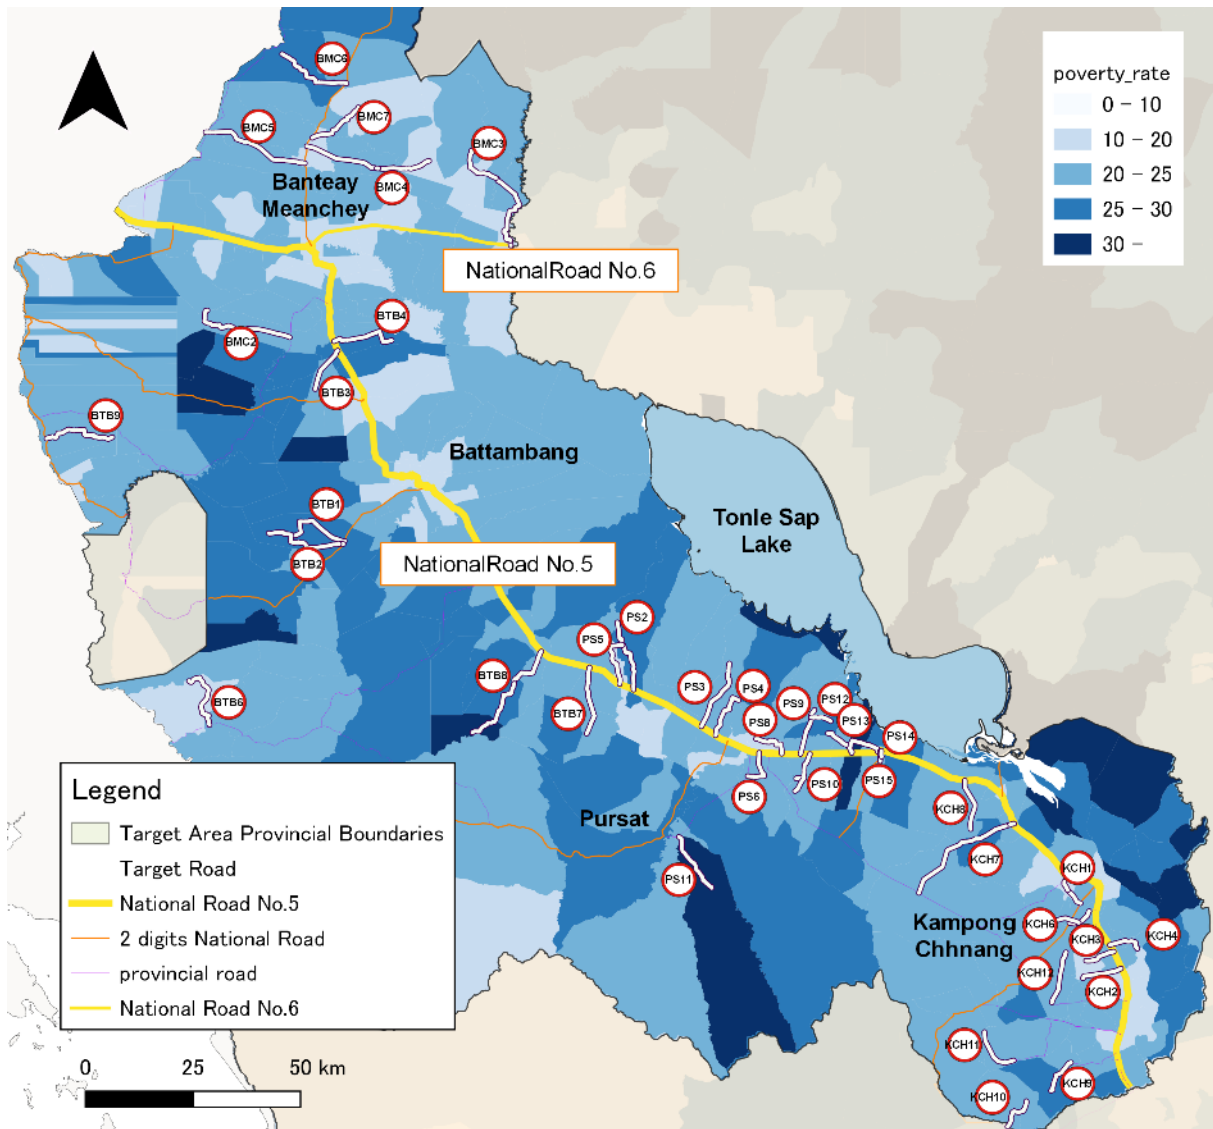 BMC6
poverty_rate
0 - 10
10 - 20
20 - 25
25 - 30
30 -
BMC7
BMC5
BMC3
BMC4
Banteay
Meanchey
NationalRoad No.6
BTB4
BMC2
BTB3
BTB9
Battambang
BTB1
Tonle Sap
Lake
BTB2
NationalRoad No.5
PS2
PS5
BTB8
PS3
PS4
BTB6
BTB7
PS9
PS12
PS8
PS13
PS14
PS6
PS10
PS15
KCH8
Pursat
KCH7
KCH1
PS11
Kampong
Chhnang
KCH6
KCH3
KCH4
KCH12
KCH2
KCH11
KCH9
KCH10
Legend
Target Area Provincial Boundaries
Target Road
National Road No.5
2 digits National Road
provincial road
National Road No.6
0 25 50 km